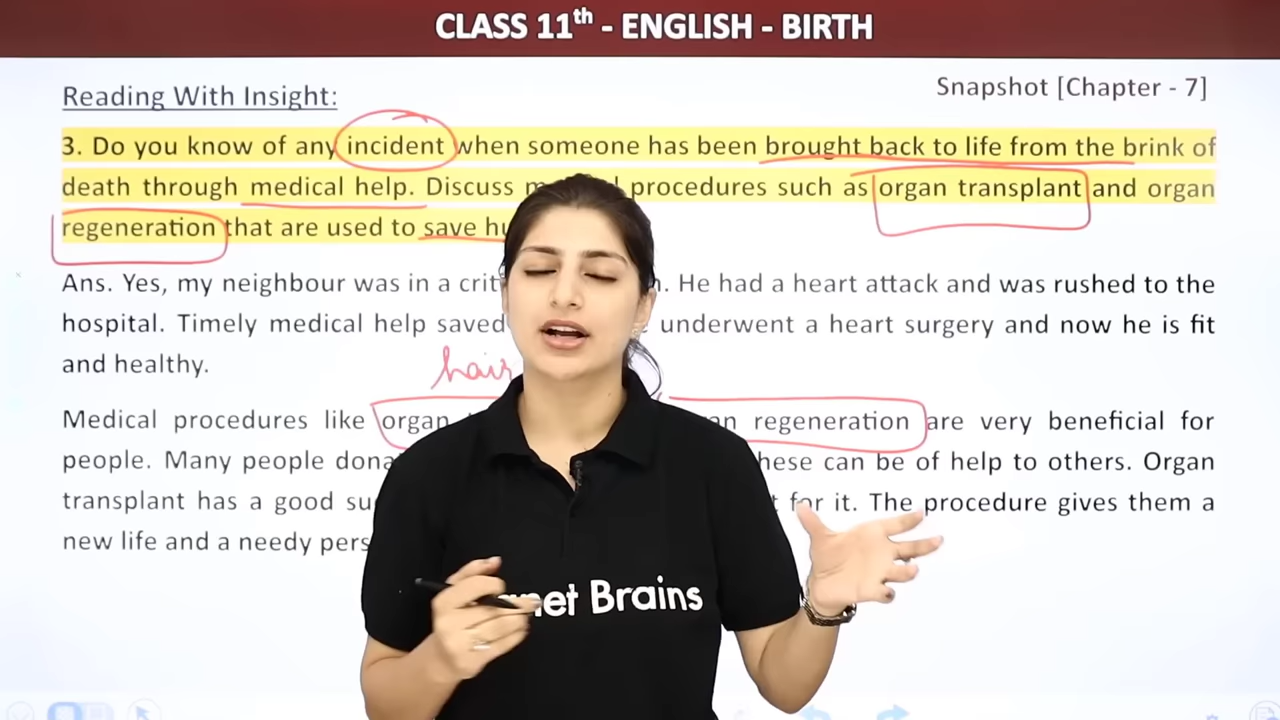 CLASS 11th - ENGLISH - BIRTH
Reading With Insight:
Snapshot [Chapter - 7]
3. Do you know of any incident when someone has been brought back to life from the brink of
death through medical help. Discuss procedures such as organ transplant and organ
regeneration that are used to save
Ans. Yes, my neighbour was in a He had a heart attack and was rushed to the
hospital. Timely medical help saved underwent a heart surgery and now he is fit
and healthy.
hair
Medical procedures like organ regeneration are very beneficial for
people. Many people these can be of help to others. Organ
transplant has a good for it. The procedure gives them a
new life and a needy
Brains